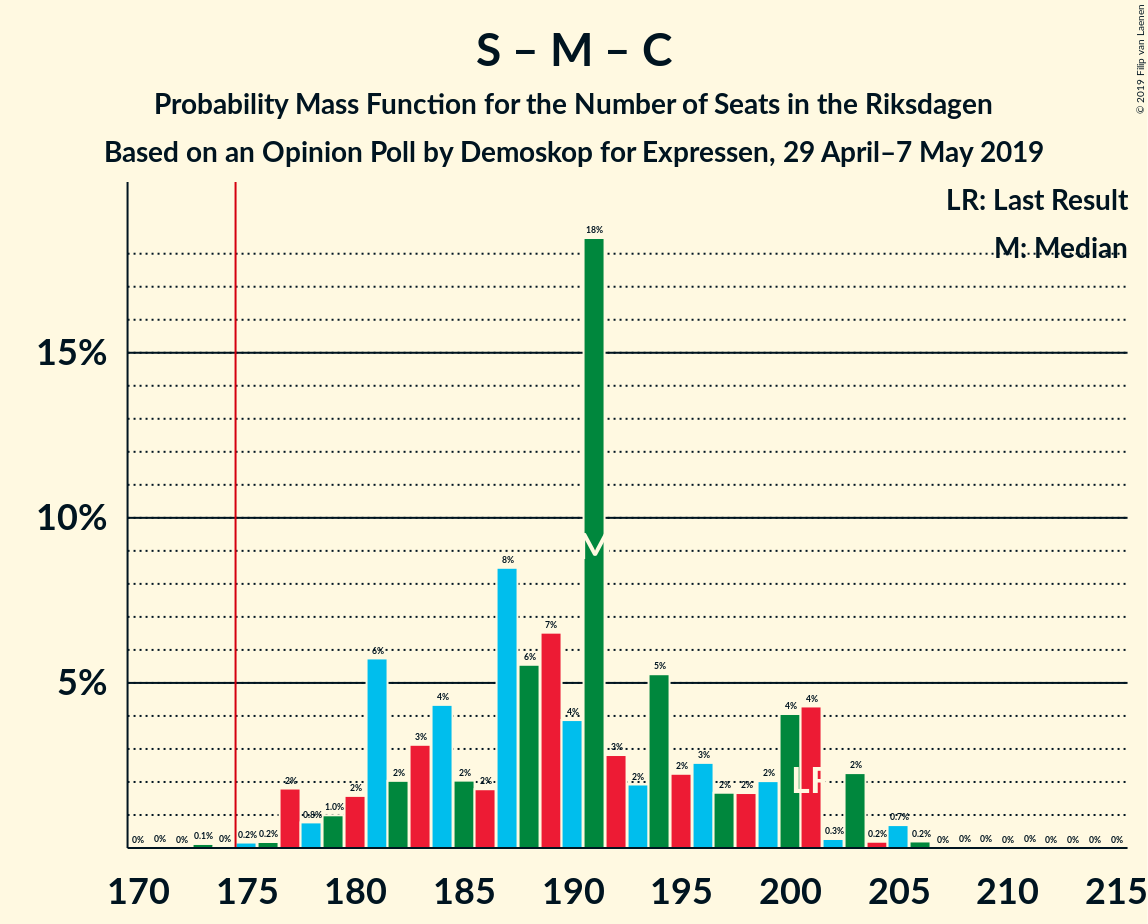 S – M – C
Probability Mass Function for the Number of Seats in the Riksdagen
Based on an Opinion Poll by Demoskop for Expressen, 29 April–7 May 2019
© 2019 Filip van Laenen
LR: Last Result
M: Median
15%
10%
5%
0% 0% 0% 0.1% 0% 0.2% 0.2% 2% 0.8% 1.0% 2% 6% 2% 3% 4% 2% 2% 8% 6% 7% 4% 18% 3% 2% 5% 2% 3% 2% 2% 2% 4% 4% 0.3% 2% 0.2% 0.7% 0.2% 0% 0% 0% 0% 0% 0% 0% 0% 0%
M
LR
170 175 180 185 190 195 200 205 210 215